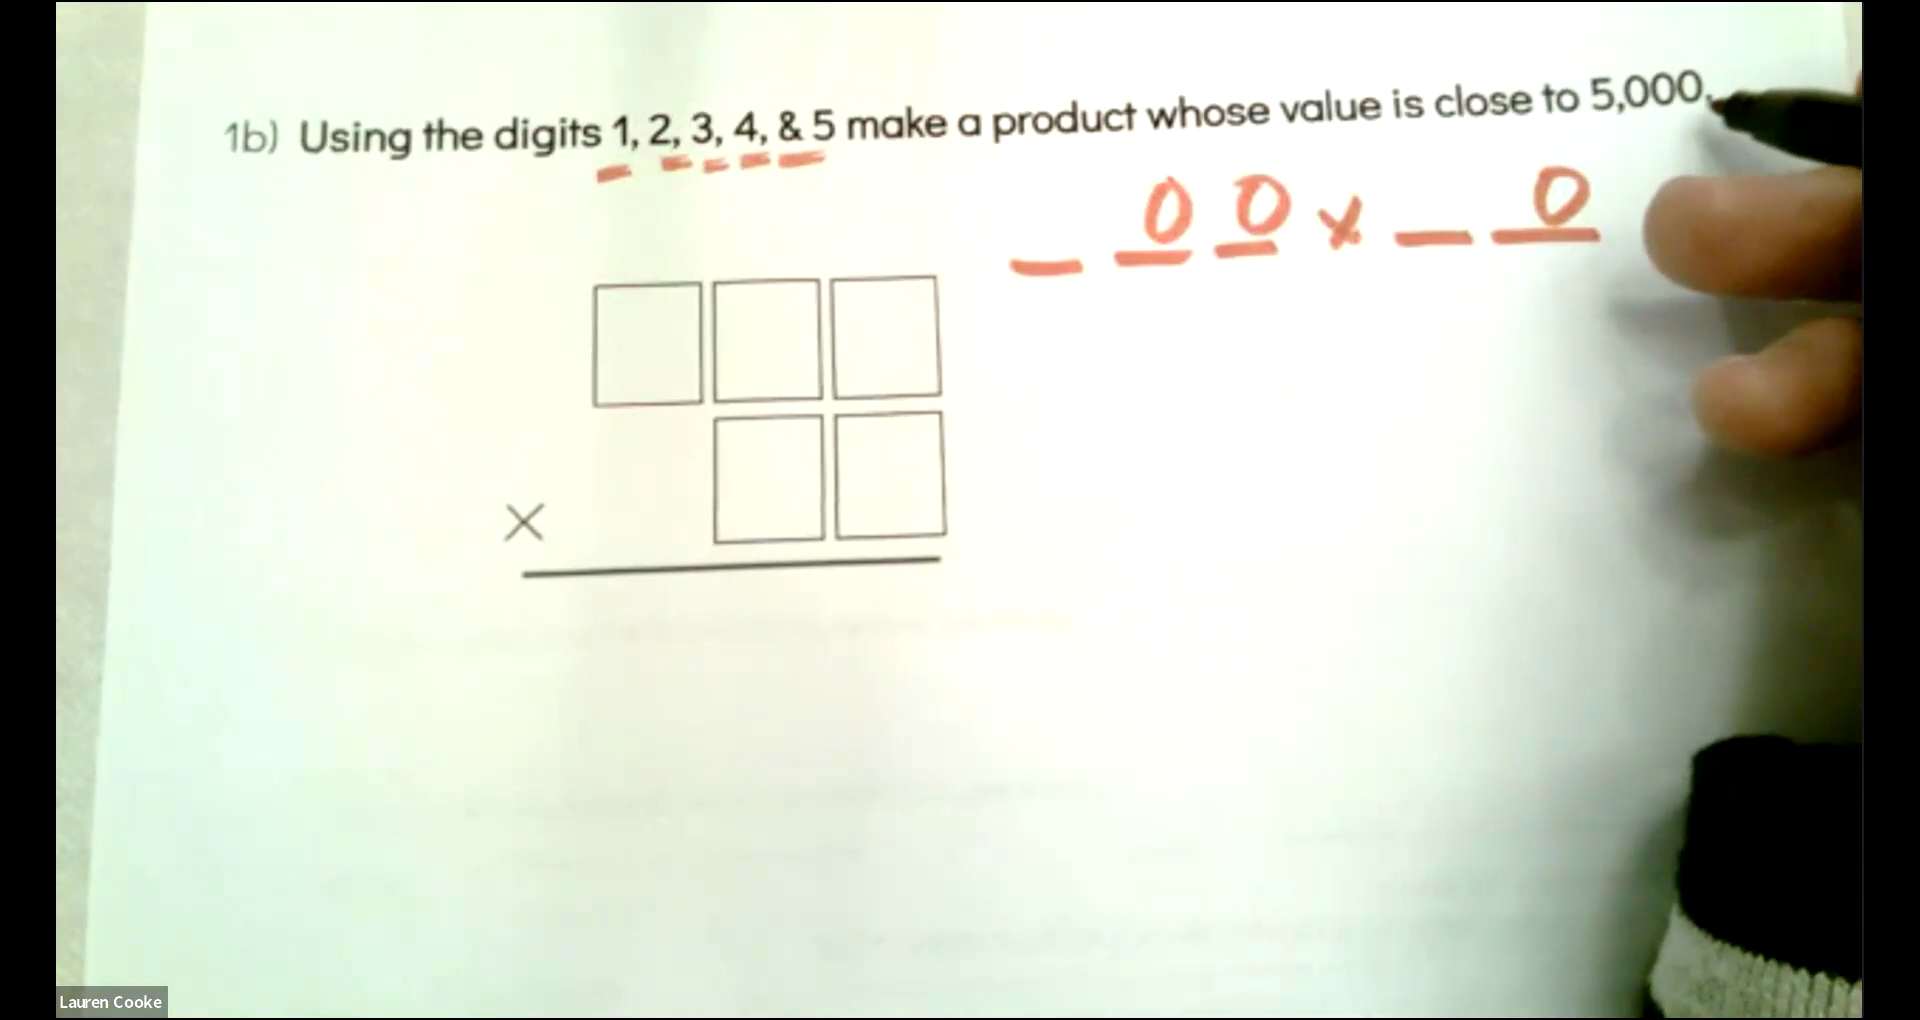 1b) Using the digits 1, 2, 3, 4, & 5 make a product whose value is close to 5,000.
_ 0 0 x _ 0
×
Lauren Cooke